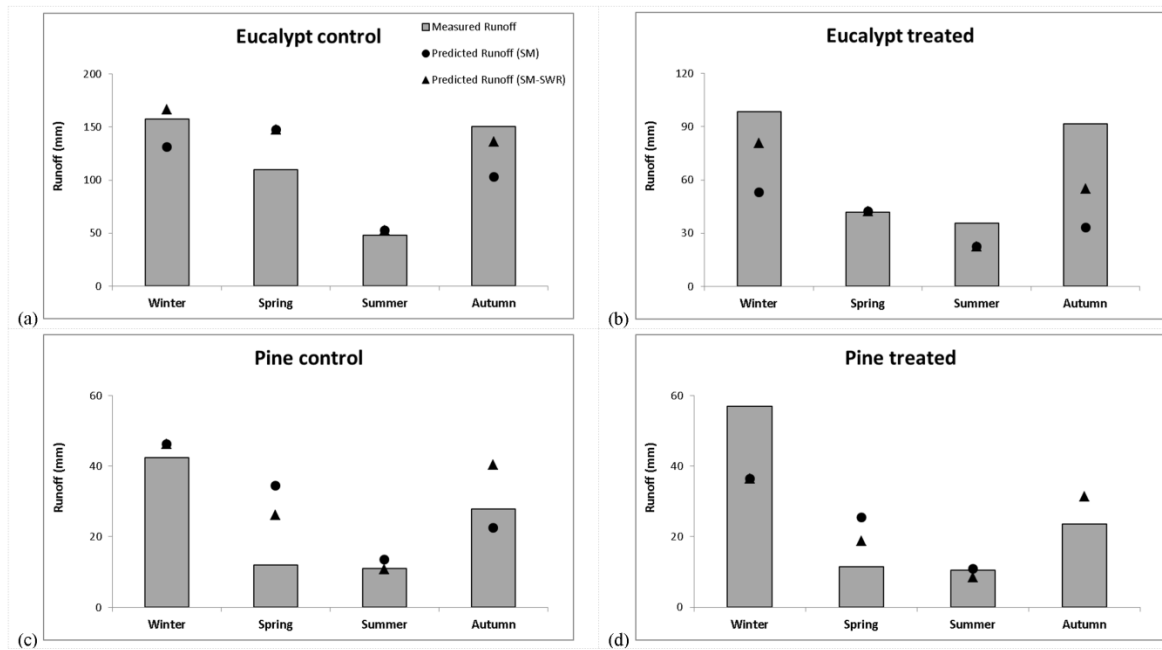 Eucalypt control
Measured Runoff
Predicted Runoff (SM)
Predicted Runoff (SM-SWR)
Runoff (mm)
200
150
100
50
0
Winter Spring Summer Autumn
(a)
Eucalypt treated
Runoff (mm)
120
90
60
30
0
Winter Spring Summer Autumn
(b)
Pine control
Runoff (mm)
60
40
20
0
Winter Spring Summer Autumn
(c)
Pine treated
Runoff (mm)
60
40
20
0
Winter Spring Summer Autumn
(d)